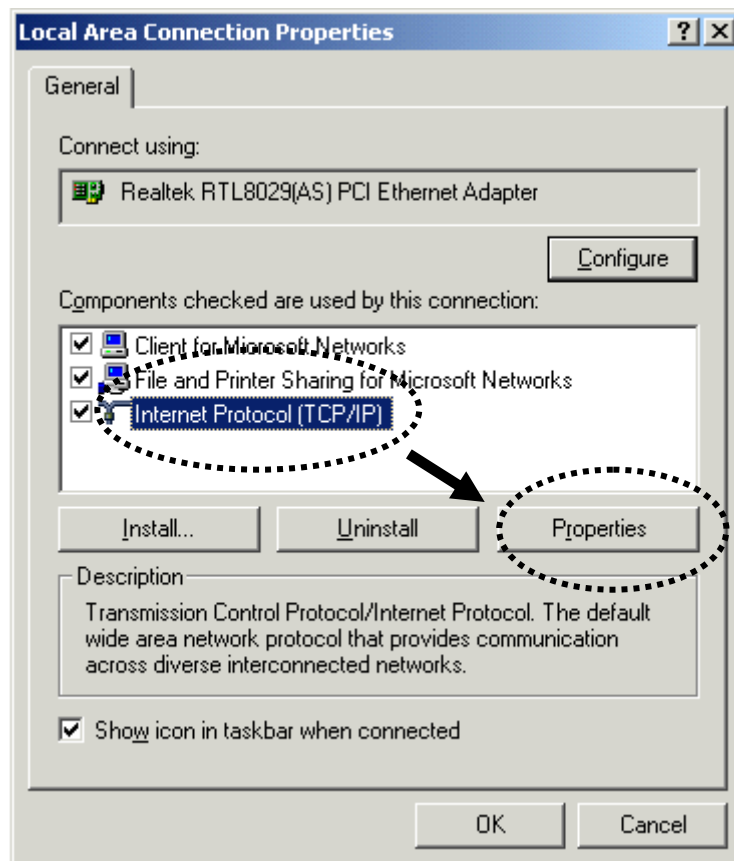 Local Area Connection Properties
General
Connect using:
Realtek RTL8029(AS) PCI Ethernet Adapter
Configure
Components checked are used by this connection:
Client for Microsoft Networks
File and Printer Sharing for Microsoft Networks
Internet Protocol (TCP/IP)
Install... Uninstall Properties
Description
Transmission Control Protocol/Internet Protocol. The default
wide area network protocol that provides communication
across diverse interconnected networks.
Show icon in taskbar when connected
OK Cancel